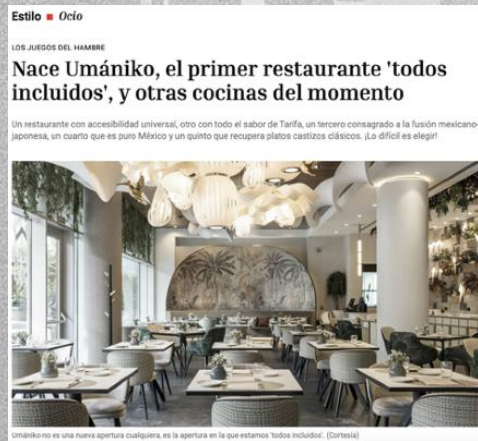 Estilo ■ Ocio
LOS JUEGOS DEL HAMBRE
Nace Umániko, el primer restaurante 'todos
incluidos', y otras cocinas del momento
Un restaurante con accesibilidad universal, otro con todo el sabor de Tarifa, un tercero consagrado a la fusión mexicano-
japonesa, un cuarto que es puro México y un quinto que recupera platos castizos clásicos. ¡Lo difícil es elegir!
Umániko no es una nueva apertura cualquiera, es la apertura en la que estamos 'todos incluidos'. (Cortesía)